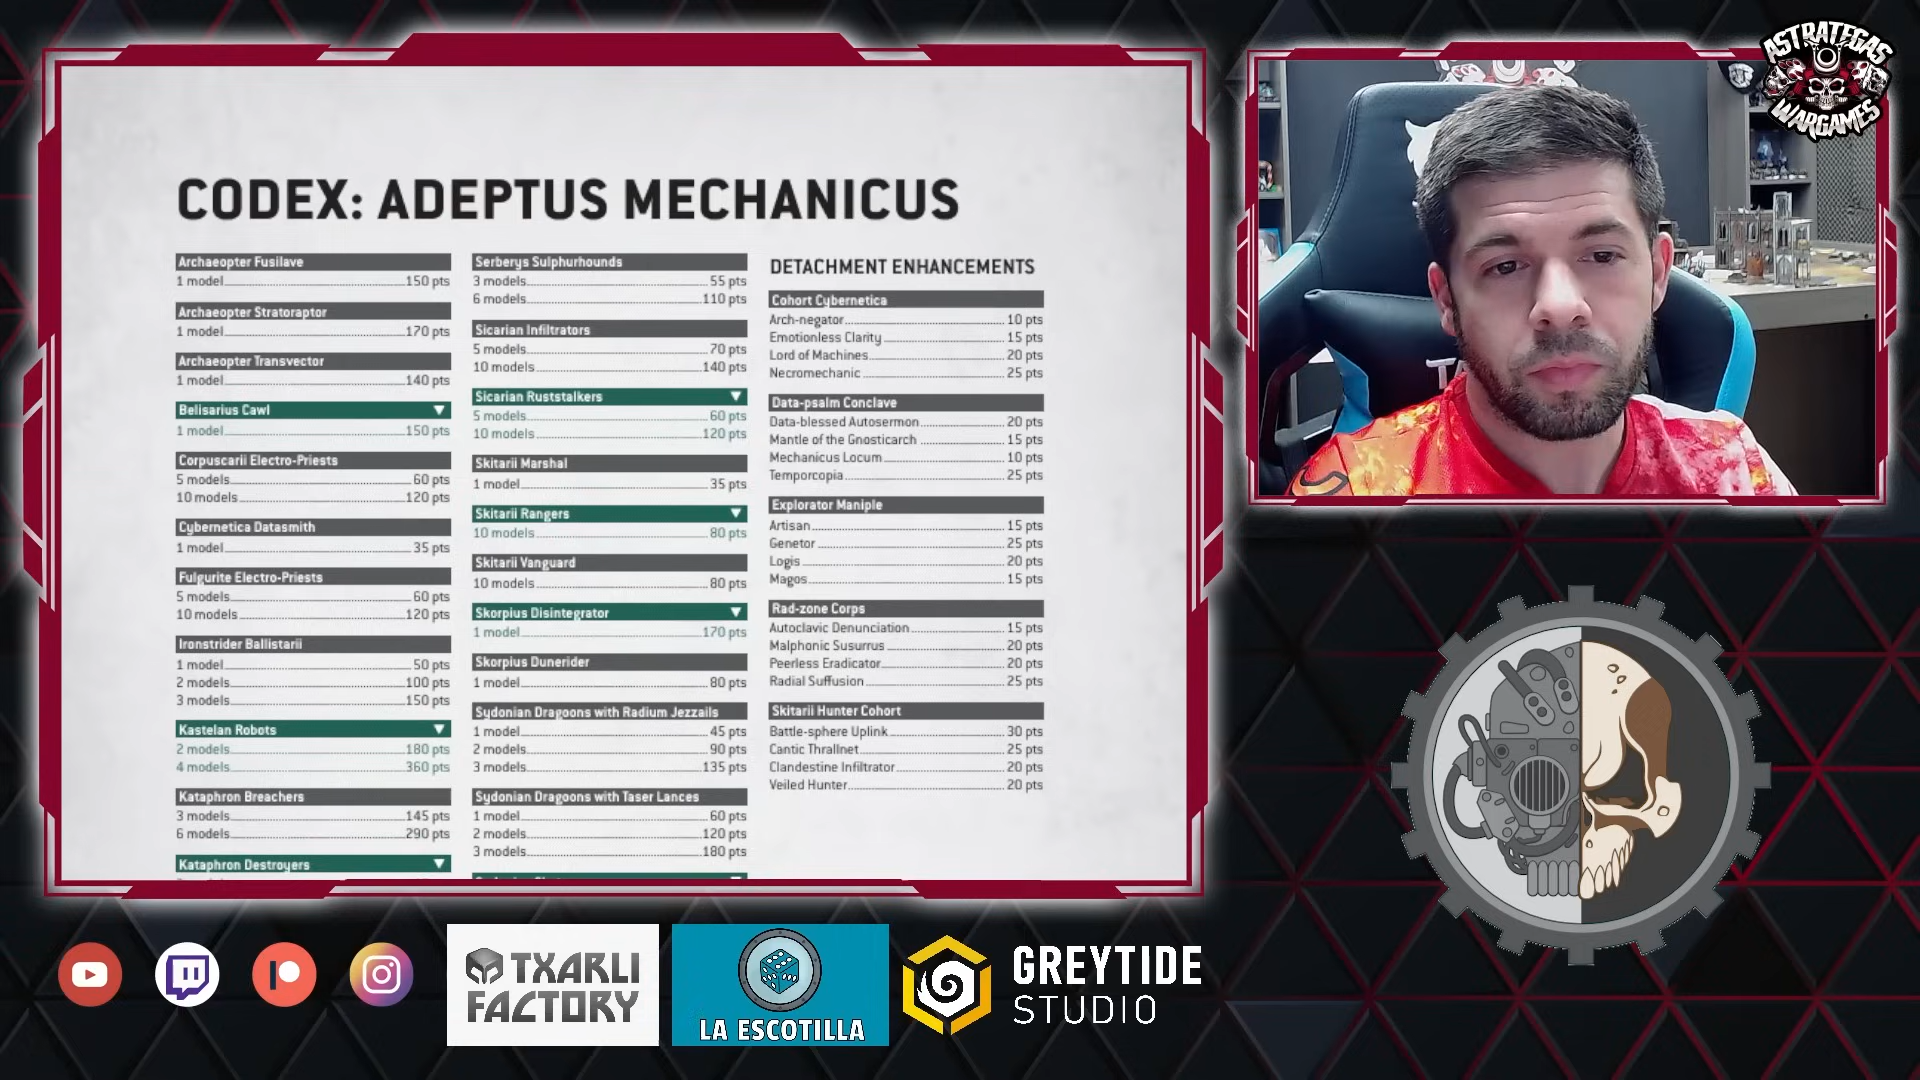 CODEX: ADEPTUS MECHANICUS
Archaeopter Fusilave
1 model 150 pts
Archaeopter Stratoraptor
1 model 170 pts
Archaeopter Transvector
1 model 140 pts
Belisarius Cawl ▼
1 model 150 pts
Corpuscarii Electro-Priests
5 models 60 pts
10 models 120 pts
Cybernetica Datasmith
1 model 35 pts
Fulgurite Electro-Priests
5 models 60 pts
10 models 120 pts
Ironstrider Ballistarii
1 model 50 pts
2 models 100 pts
3 models 150 pts
Kastelan Robots ▼
2 models 180 pts
4 models 360 pts
Kataphron Breachers
3 models 145 pts
6 models 290 pts
Kataphron Destroyers ▼
Serberys Sulphurhounds
3 models 55 pts
6 models 110 pts
Sicarian Infiltrators
5 models 70 pts
10 models 140 pts
Sicarian Ruststalkers ▼
5 models 60 pts
10 models 120 pts
Skitarii Marshal
1 model 35 pts
Skitarii Rangers ▼
10 models 80 pts
Skitarii Vanguard
10 models 80 pts
Skorpius Disintegrator ▼
1 model 170 pts
Skorpius Dunerider
1 model 80 pts
Sydonian Dragoons with Radium Jezzails
1 model 45 pts
2 models 90 pts
3 models 135 pts
Sydonian Dragoons with Taser Lances
1 model 60 pts
2 models 120 pts
3 models 180 pts
DETACHMENT ENHANCEMENTS
Cohort Cybernetica
Arch-negator 10 pts
Emotionless Clarity 15 pts
Lord of Machines 20 pts
Necromechanic 25 pts
Data-psalm Conclave
Data-blessed Autosermon 20 pts
Mantle of the Gnosticarch 15 pts
Mechanicus Locum 10 pts
Temporcopia 25 pts
Explorator Maniple
Artisan 15 pts
Genetor 25 pts
Logis 20 pts
Magos 15 pts
Rad-zone Corps
Autoclavic Denunciation 15 pts
Malphonic Susurrus 20 pts
Peerless Eradicator 20 pts
Radial Suffusion 25 pts
Skitarii Hunter Cohort
Battle-sphere Uplink 30 pts
Cantic Thrallnet 25 pts
Clandestine Infiltrator 20 pts
Veiled Hunter 20 pts
ASTRATEGAS
WARGAMES
TXARLI
FACTORY
LA ESCOTILLA
GREYTIDE
STUDIO